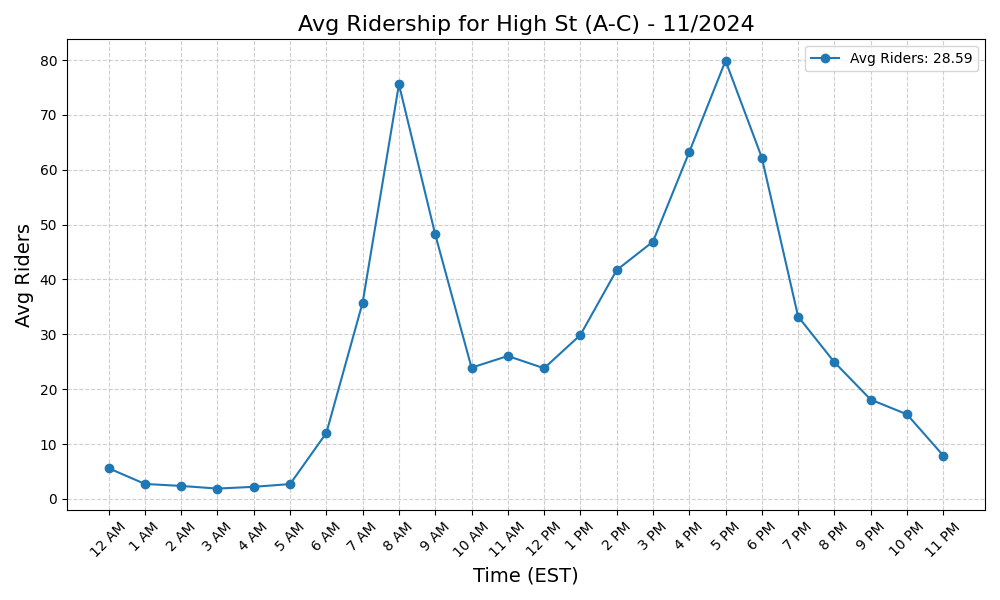 Avg Ridership for High St (A-C) - 11/2024
Avg Riders: 28.59
Avg Riders
80
70
60
50
40
30
20
10
0
12 AM 1 AM 2 AM 3 AM 4 AM 5 AM 6 AM 7 AM 8 AM 9 AM 10 AM 11 AM 12 PM 1 PM 2 PM 3 PM 4 PM 5 PM 6 PM 7 PM 8 PM 9 PM 10 PM 11 PM
Time (EST)